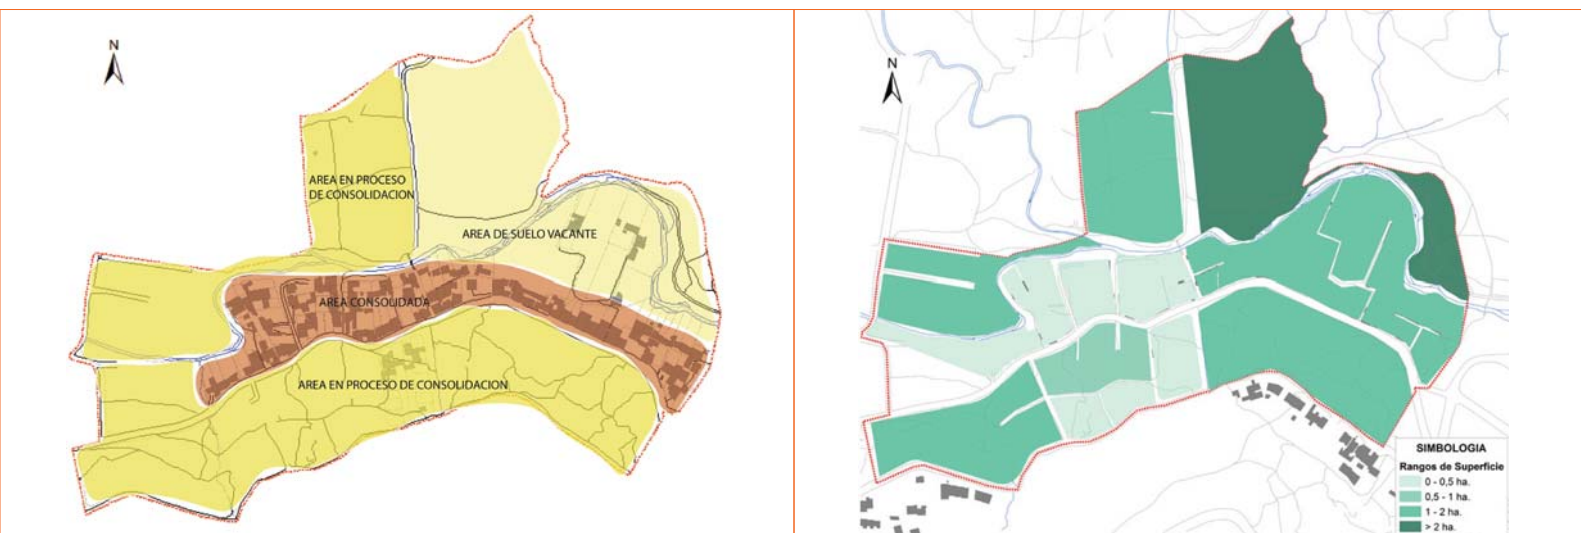 N
AREA EN PROCESO
DE CONSOLIDACION
AREA DE SUELO VACANTE
AREA CONSOLIDADA
AREA EN PROCESO DE CONSOLIDACION
N
SIMBOLOGIA
Rangos de Superficie
0 - 0,5 ha.
0,5 - 1 ha.
1 - 2 ha.
> 2 ha.